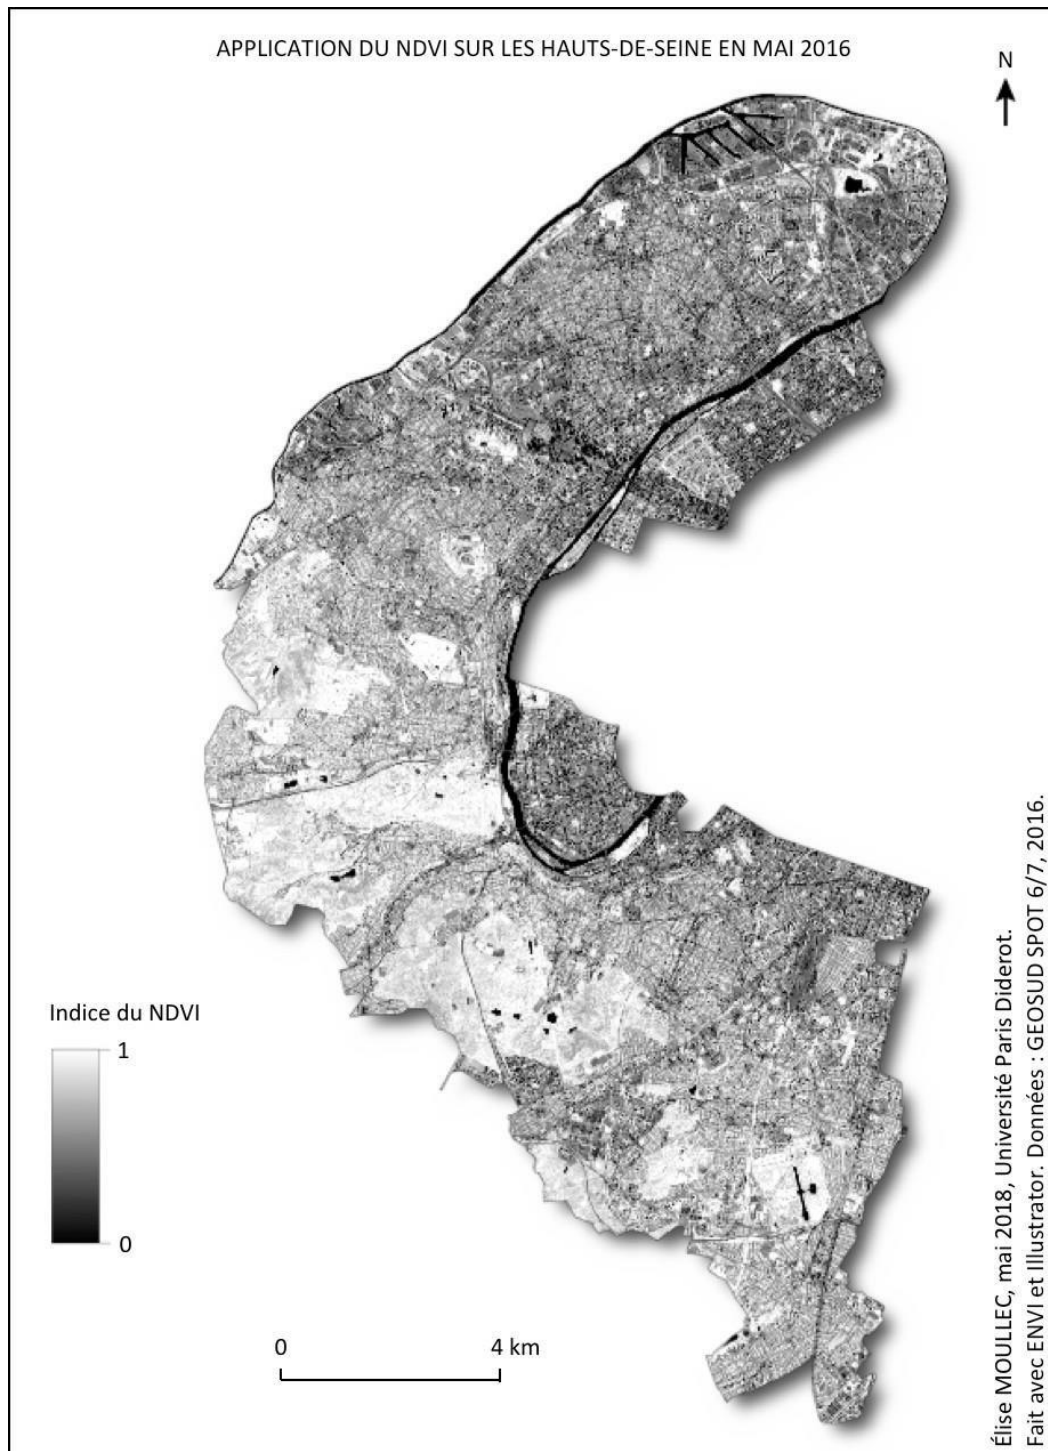 APPLICATION DU NDVI SUR LES HAUTS-DE-SEINE EN MAI 2016
N
Indice du NDVI
1
0
0 4 km
Élise MOULLEC, mai 2018, Université Paris Diderot.
Fait avec ENVI et Illustrator. Données : GEOSUD SPOT 6/7, 2016.